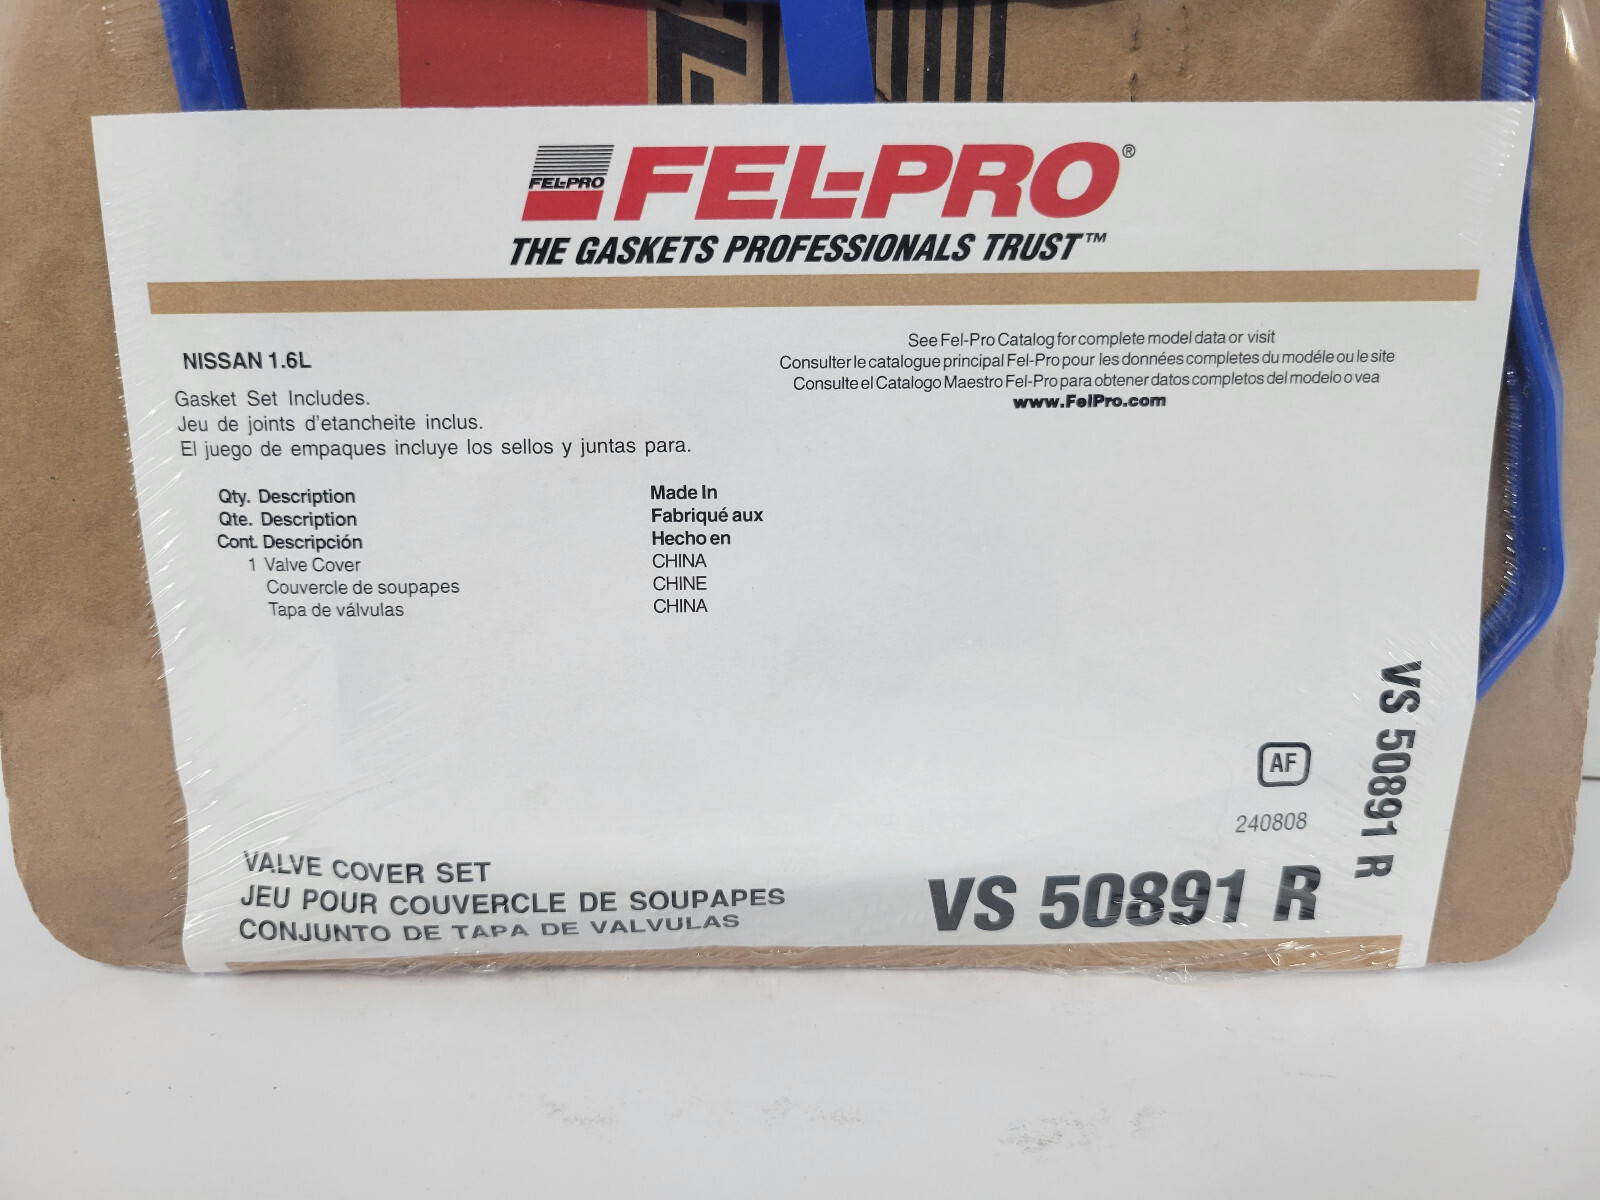 FEL-PRO
FEL-PRO®
THE GASKETS PROFESSIONALS TRUST™
NISSAN 1.6L
Gasket Set Includes.
Jeu de joints d'etancheite inclus.
El juego de empaques incluye los sellos y juntas para.
See Fel-Pro Catalog for complete model data or visit
Consulter le catalogue principal Fel-Pro pour les données completes du modéle ou le site
Consulte el Catalogo Maestro Fel-Pro para obtener datos completos del modelo o vea
www.FelPro.com
Qty. Description Made In
Qte. Description Fabriqué aux
Cont. Descripción Hecho en
1 Valve Cover CHINA
Couvercle de soupapes CHINE
Tapa de válvulas CHINA
VS 50891 R
AF
240808
VALVE COVER SET
JEU POUR COUVERCLE DE SOUPAPES
CONJUNTO DE TAPA DE VALVULAS
VS 50891 R